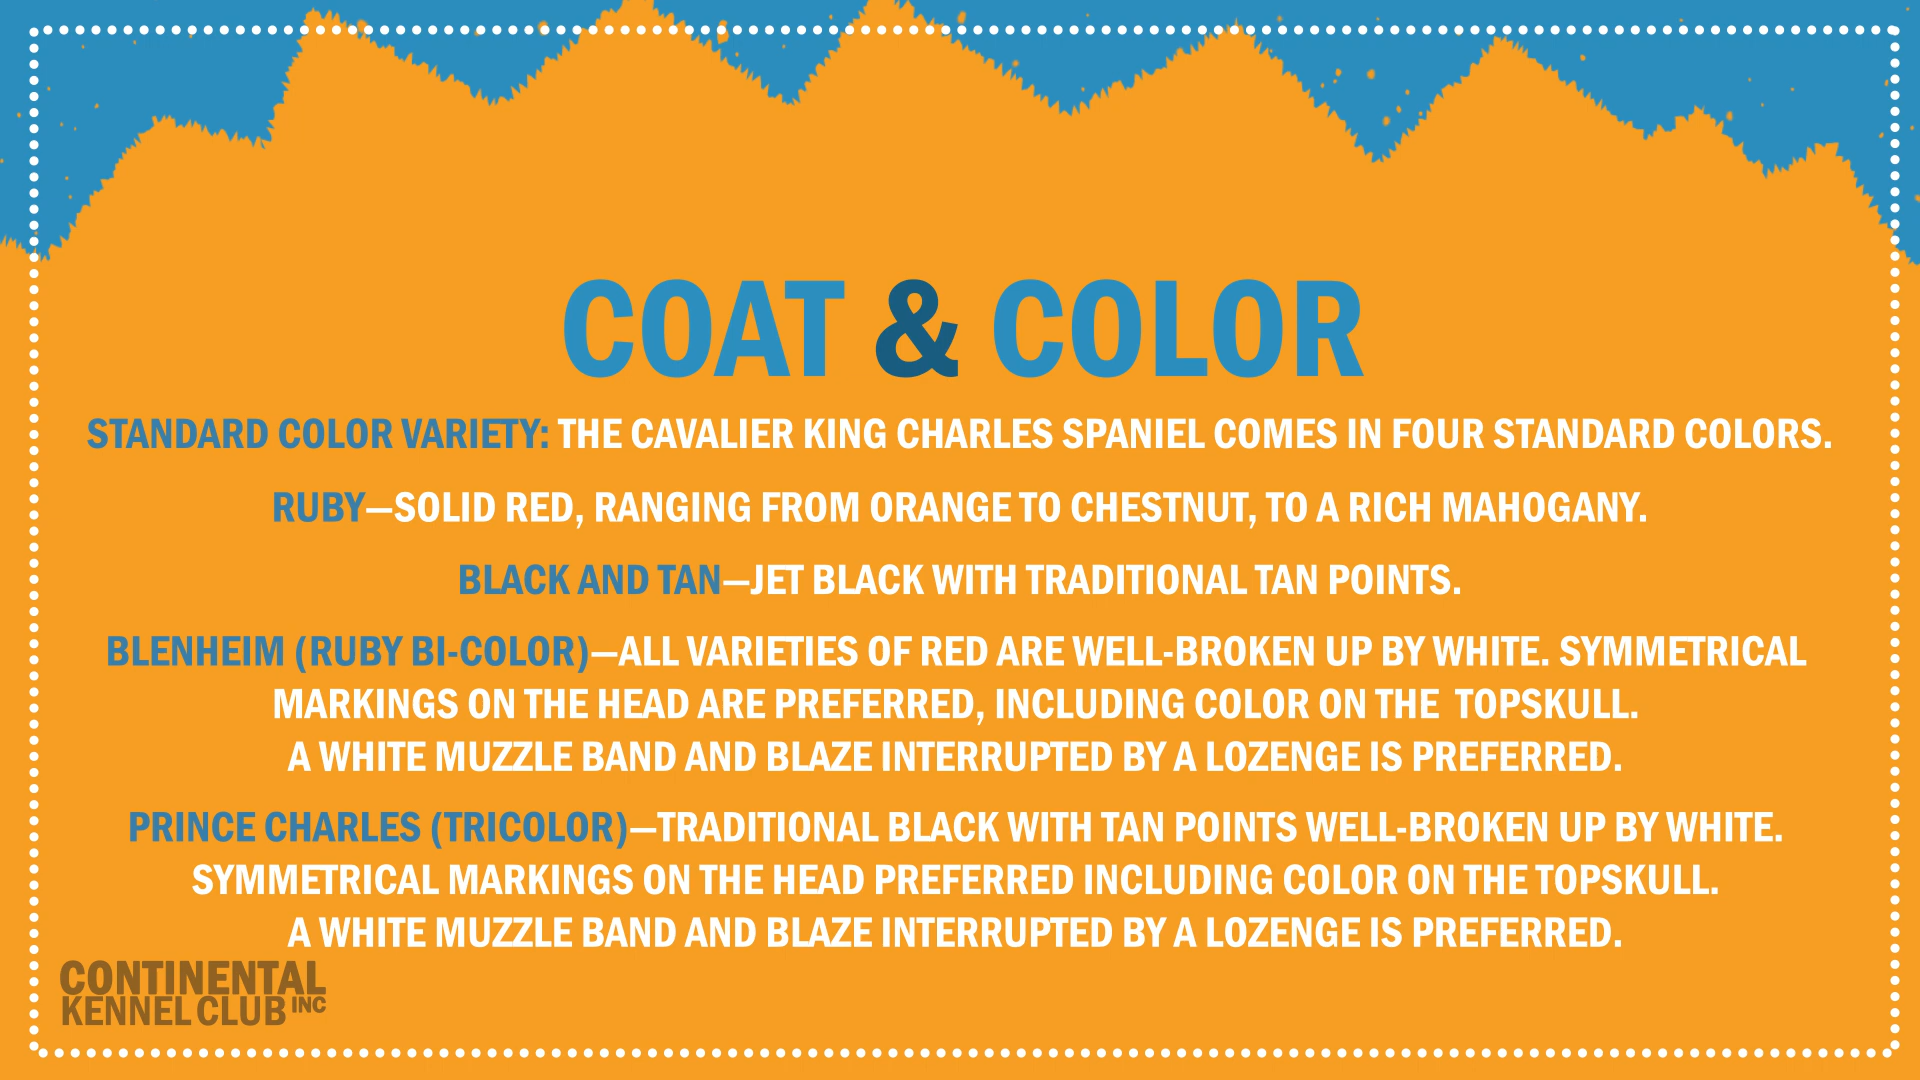 COAT & COLOR
STANDARD COLOR VARIETY: THE CAVALIER KING CHARLES SPANIEL COMES IN FOUR STANDARD COLORS.
RUBY—SOLID RED, RANGING FROM ORANGE TO CHESTNUT, TO A RICH MAHOGANY.
BLACK AND TAN—JET BLACK WITH TRADITIONAL TAN POINTS.
BLENHEIM (RUBY BI-COLOR)—ALL VARIETIES OF RED ARE WELL-BROKEN UP BY WHITE. SYMMETRICAL
MARKINGS ON THE HEAD ARE PREFERRED, INCLUDING COLOR ON THE TOPSKULL.
A WHITE MUZZLE BAND AND BLAZE INTERRUPTED BY A LOZENGE IS PREFERRED.
PRINCE CHARLES (TRICOLOR)—TRADITIONAL BLACK WITH TAN POINTS WELL-BROKEN UP BY WHITE.
SYMMETRICAL MARKINGS ON THE HEAD PREFERRED INCLUDING COLOR ON THE TOPSKULL.
A WHITE MUZZLE BAND AND BLAZE INTERRUPTED BY A LOZENGE IS PREFERRED.
CONTINENTAL
KENNEL CLUB INC